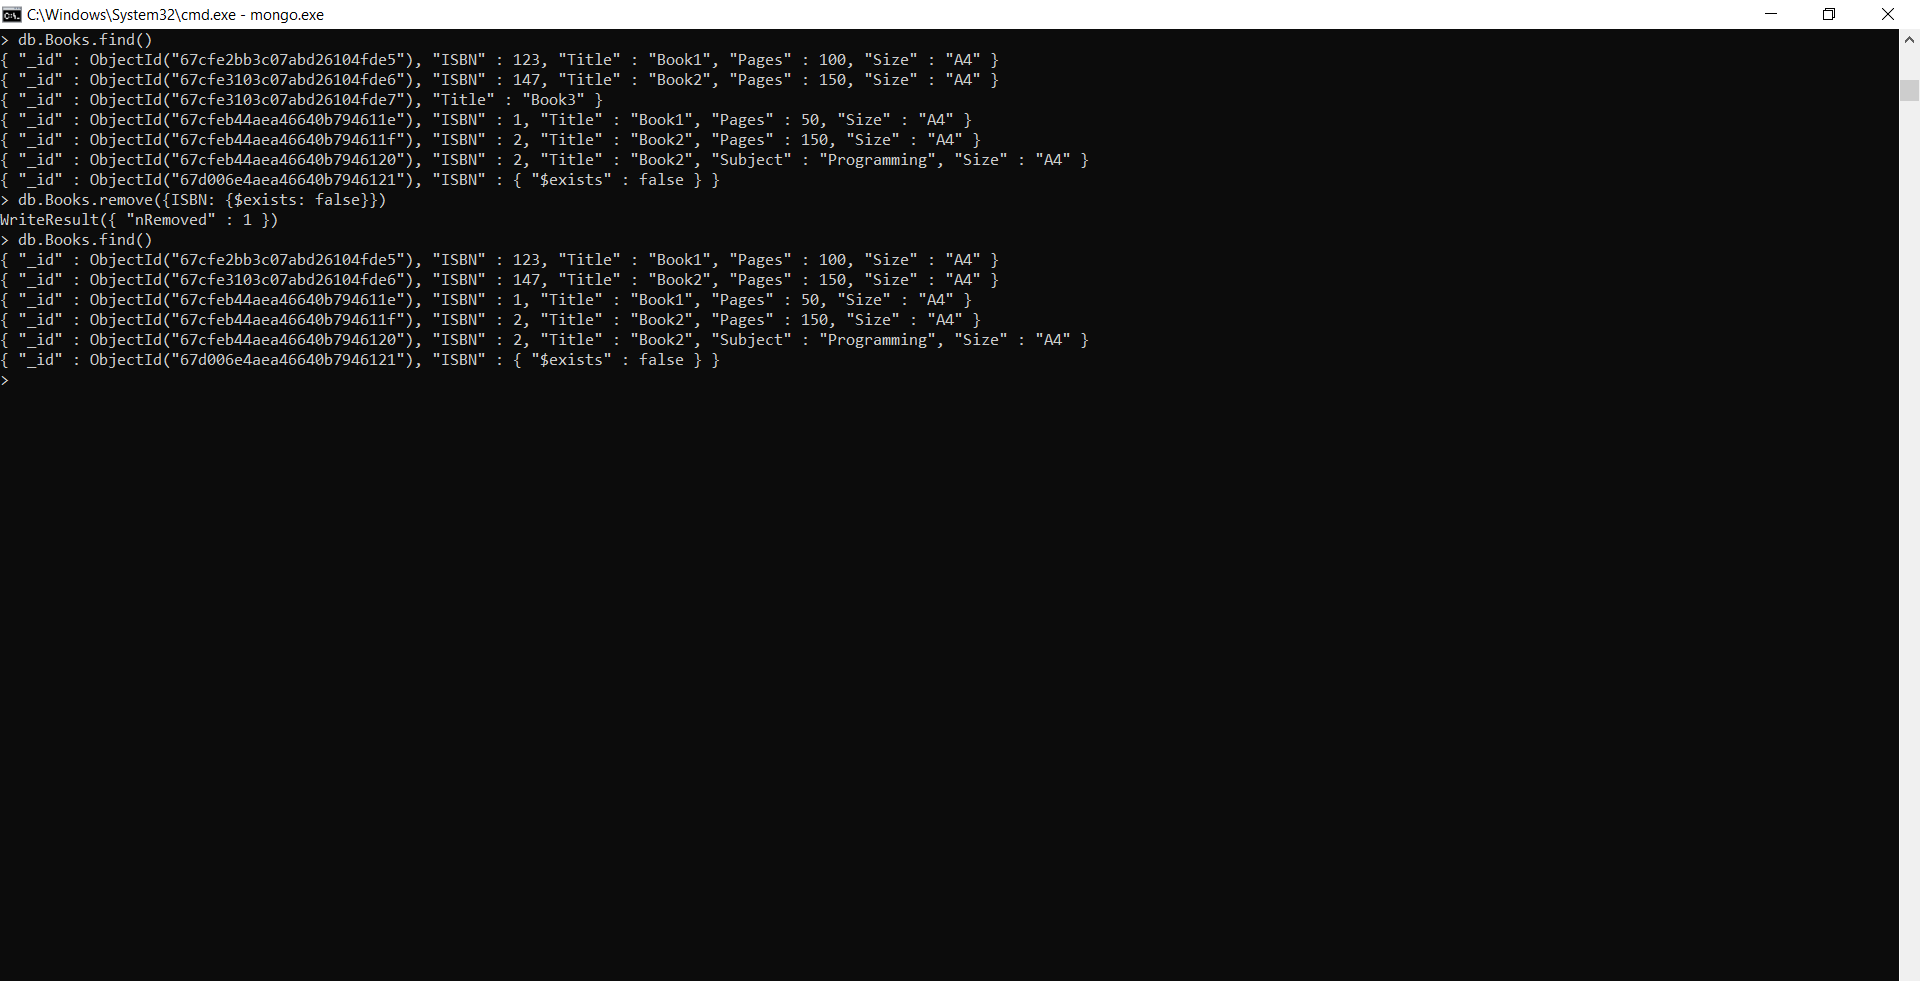 C:\Windows\System32\cmd.exe - mongo.exe
> db.Books.find()
{ "_id" : ObjectId("67cfe2bb3c07abd26104fde5"), "ISBN" : 123, "Title" : "Book1", "Pages" : 100, "Size" : "A4" }
{ "_id" : ObjectId("67cfe3103c07abd26104fde6"), "ISBN" : 147, "Title" : "Book2", "Pages" : 150, "Size" : "A4" }
{ "_id" : ObjectId("67cfe3103c07abd26104fde7"), "Title" : "Book3" }
{ "_id" : ObjectId("67cfeb44aea46640b794611e"), "ISBN" : 1, "Title" : "Book1", "Pages" : 50, "Size" : "A4" }
{ "_id" : ObjectId("67cfeb44aea46640b794611f"), "ISBN" : 2, "Title" : "Book2", "Pages" : 150, "Size" : "A4" }
{ "_id" : ObjectId("67cfeb44aea46640b7946120"), "ISBN" : 2, "Title" : "Book2", "Subject" : "Programming", "Size" : "A4" }
{ "_id" : ObjectId("67d006e4aea46640b7946121"), "ISBN" : { "$exists" : false } }
> db.Books.remove({ISBN: {$exists: false}})
WriteResult({ "nRemoved" : 1 })
> db.Books.find()
{ "_id" : ObjectId("67cfe2bb3c07abd26104fde5"), "ISBN" : 123, "Title" : "Book1", "Pages" : 100, "Size" : "A4" }
{ "_id" : ObjectId("67cfe3103c07abd26104fde6"), "ISBN" : 147, "Title" : "Book2", "Pages" : 150, "Size" : "A4" }
{ "_id" : ObjectId("67cfeb44aea46640b794611e"), "ISBN" : 1, "Title" : "Book1", "Pages" : 50, "Size" : "A4" }
{ "_id" : ObjectId("67cfeb44aea46640b794611f"), "ISBN" : 2, "Title" : "Book2", "Pages" : 150, "Size" : "A4" }
{ "_id" : ObjectId("67cfeb44aea46640b7946120"), "ISBN" : 2, "Title" : "Book2", "Subject" : "Programming", "Size" : "A4" }
{ "_id" : ObjectId("67d006e4aea46640b7946121"), "ISBN" : { "$exists" : false } }
>